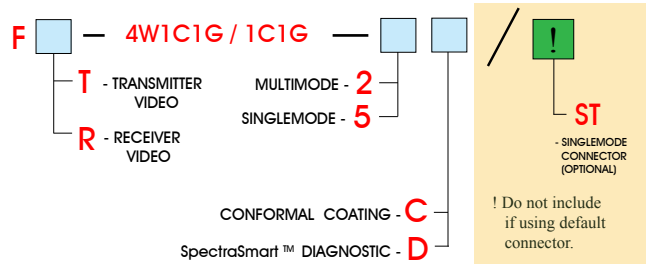 F — 4W1C1G / 1C1G — / !
T - TRANSMITTER
VIDEO
R - RECEIVER
VIDEO
MULTIMODE - 2
SINGLEMODE - 5
CONFORMAL COATING - C
SpectraSmart ™ DIAGNOSTIC - D
ST
- SINGLEMODE
CONNECTOR
(OPTIONAL)
! Do not include
if using default
connector.